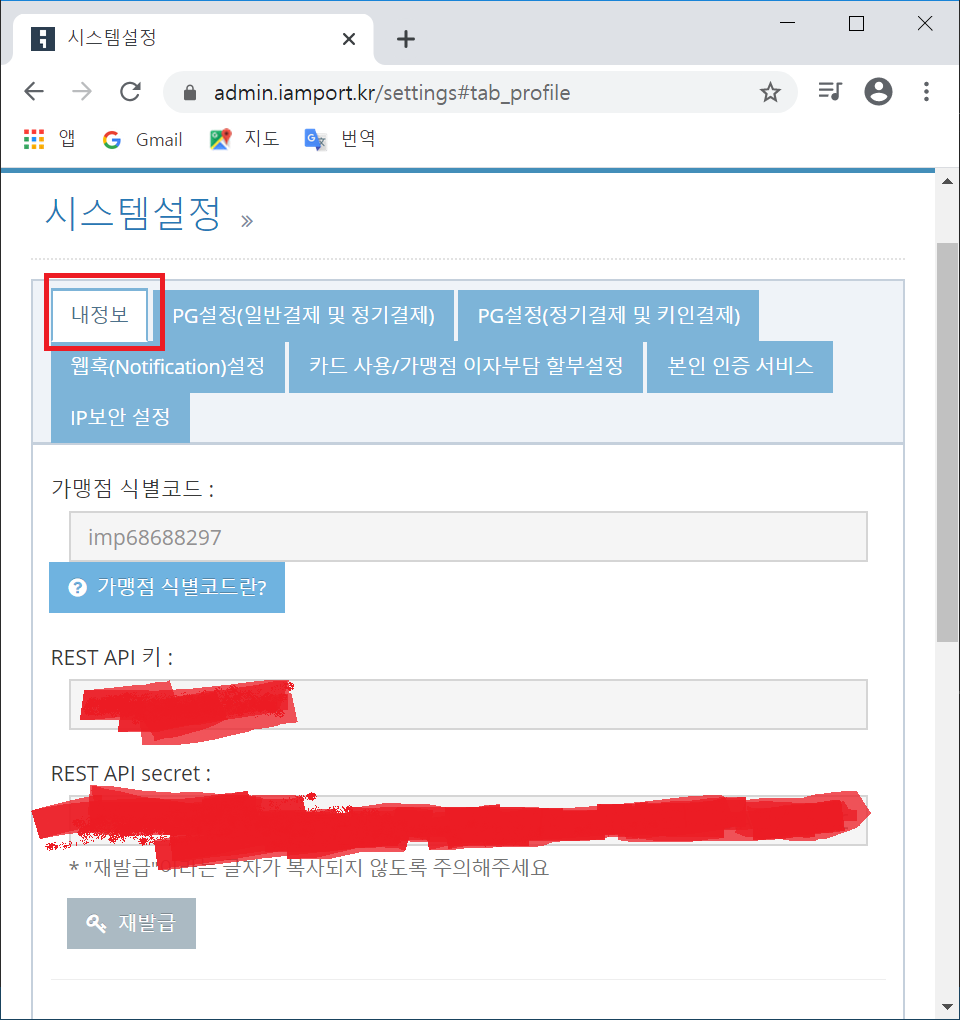 시스템설정
admin.iamport.kr/settings#tab_profile
앱 Gmail 지도 번역
시스템설정 »
내정보 PG설정(일반결제 및 정기결제) PG설정(정기결제 및 키인결제)
웹훅(Notification)설정 카드 사용/가맹점 이자부담 할부설정 본인 인증 서비스
IP보안 설정
가맹점 식별코드 :
imp68688297
? 가맹점 식별코드란?
REST API 키 :
REST API secret :
* "재발급"이라는 글자가 복사되지 않도록 주의해주세요
재발급